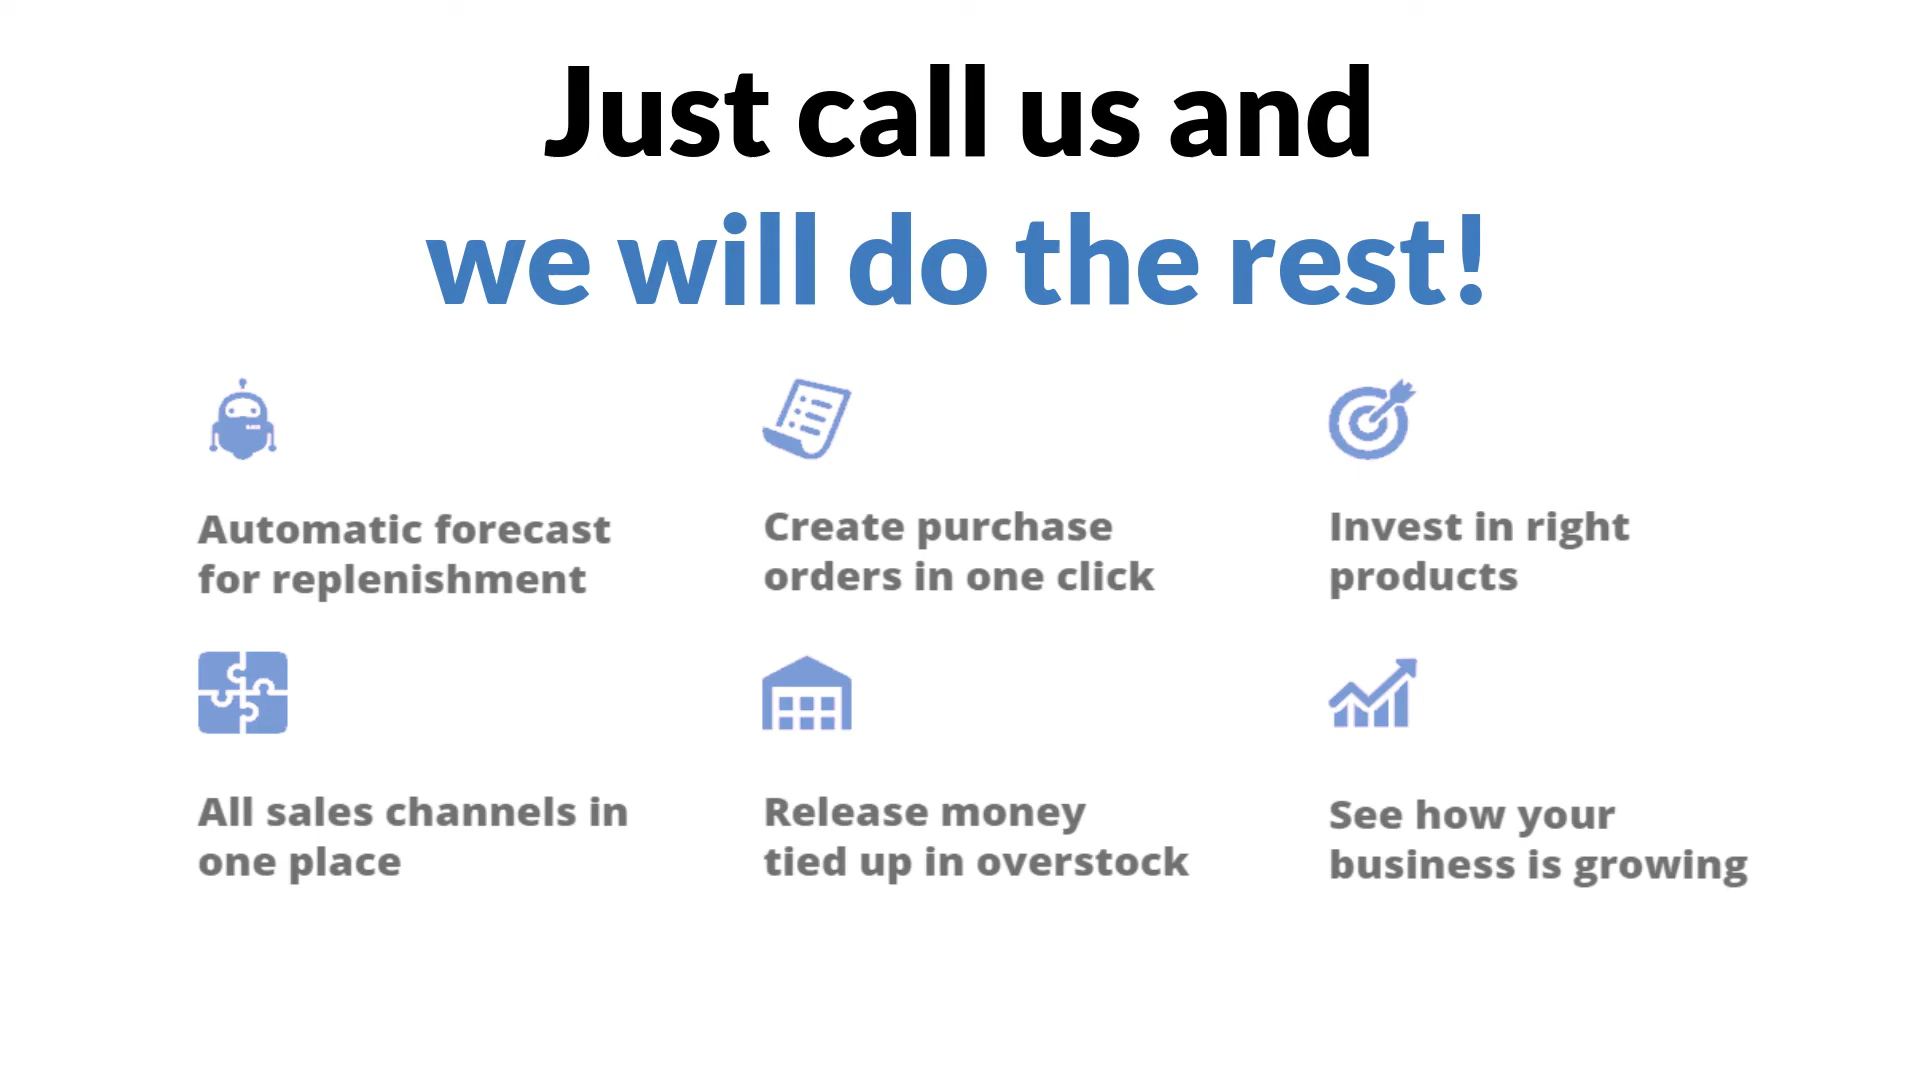 Just call us and
we will do the rest!
Automatic forecast
for replenishment
Create purchase
orders in one click
Invest in right
products
All sales channels in
one place
Release money
tied up in overstock
See how your
business is growing